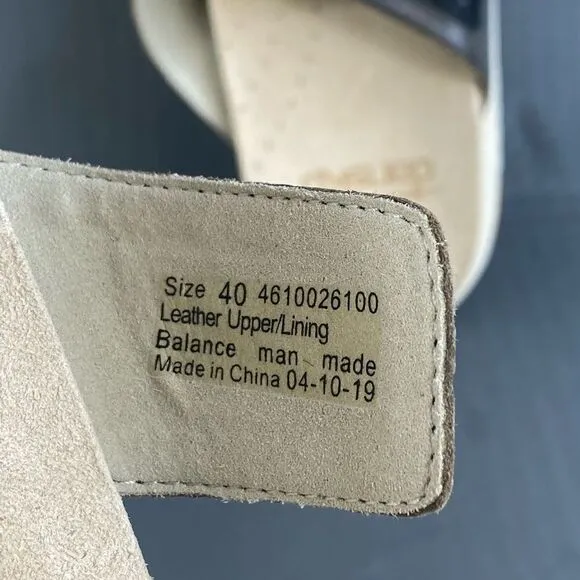 Size 40 4610026100
Leather Upper/Lining
Balance man made
Made in China 04-10-19